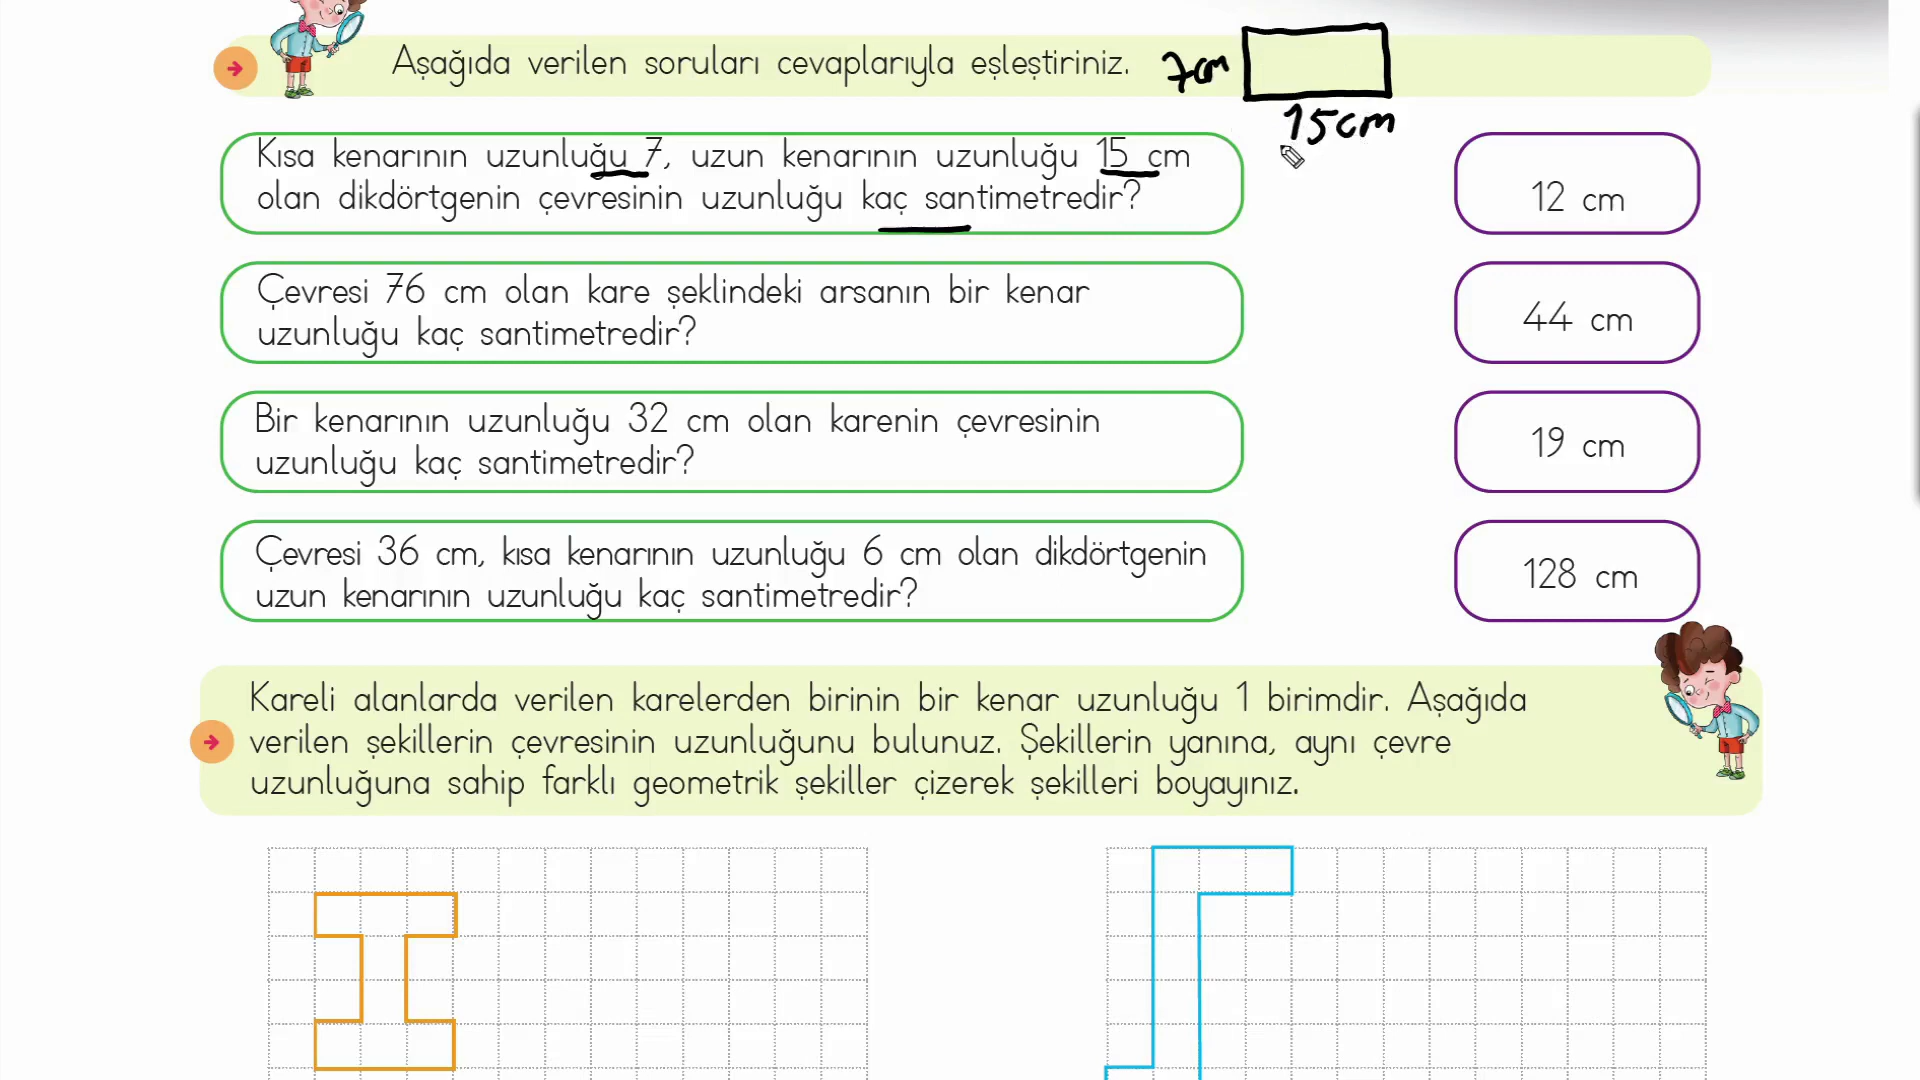 Aşağıda verilen soruları cevaplarıyla eşleştiriniz.
7cm
15cm
Kısa kenarının uzunluğu 7, uzun kenarının uzunluğu 15 cm
olan dikdörtgenin çevresinin uzunluğu kaç santimetredir?
12 cm
Çevresi 76 cm olan kare şeklindeki arsanın bir kenar
uzunluğu kaç santimetredir?
44 cm
Bir kenarının uzunluğu 32 cm olan karenin çevresinin
uzunluğu kaç santimetredir?
19 cm
Çevresi 36 cm, kısa kenarının uzunluğu 6 cm olan dikdörtgenin
uzun kenarının uzunluğu kaç santimetredir?
128 cm
Kareli alanlarda verilen karelerden birinin bir kenar uzunluğu 1 birimdir. Aşağıda
verilen şekillerin çevresinin uzunluğunu bulunuz. Şekillerin yanına, aynı çevre
uzunluğuna sahip farklı geometrik şekiller çizerek şekilleri boyayınız.